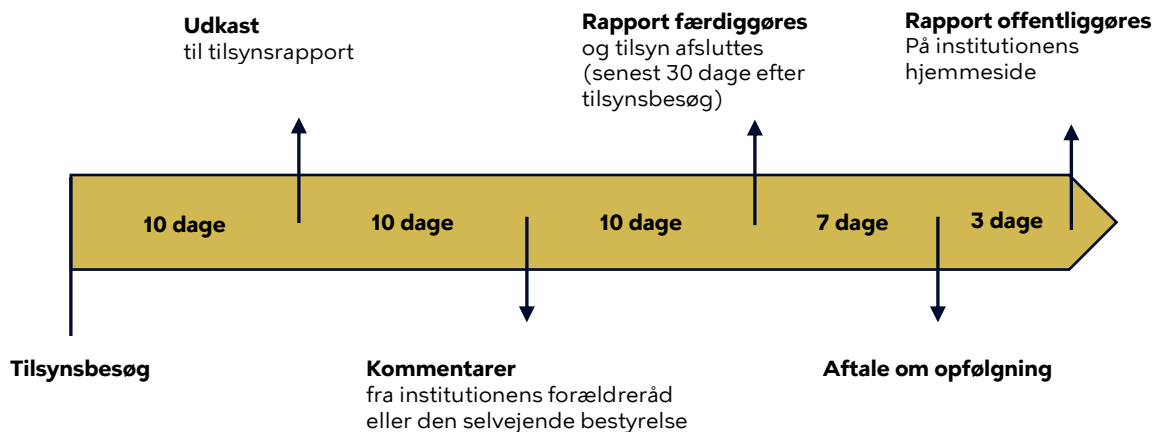 Udkast
til tilsynsrapport
Rapport færdiggøres
og tilsyn afsluttes
(senest 30 dage efter
tilsynsbesøg)
Rapport offentliggøres
På institutionens
hjemmeside
10 dage
10 dage
10 dage
7 dage
3 dage
Tilsynsbesøg
Kommentarer
fra institutionens forældreråd
eller den selvejende bestyrelse
Aftale om opfølgning